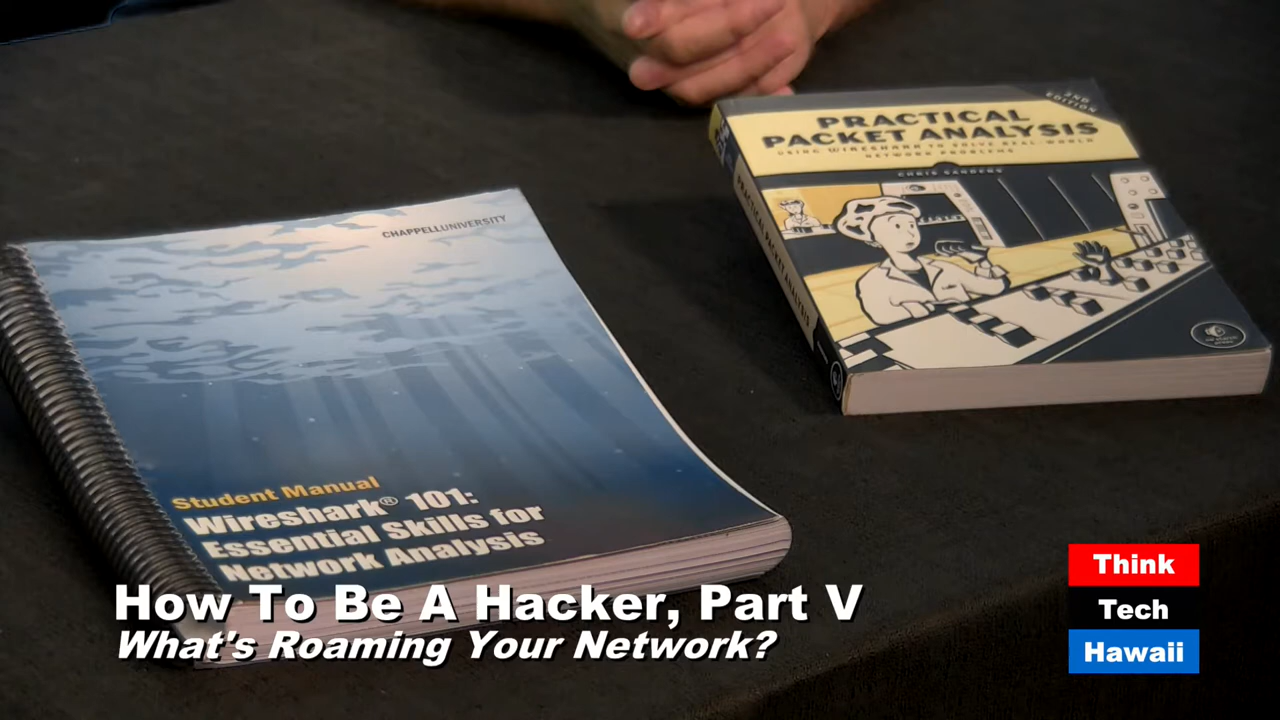 CHAPPELLUNIVERSITY
Student Manual
Wireshark® 101:
Essential Skills for
Network Analysis
2ND
EDITION
PRACTICAL
PACKET ANALYSIS
USING WIRESHARK TO SOLVE REAL-WORLD
NETWORK PROBLEMS
CHRIS SANDERS
PRACTICAL PACKET ANALYSIS
How To Be A Hacker, Part V
What's Roaming Your Network?
Think
Tech
Hawaii